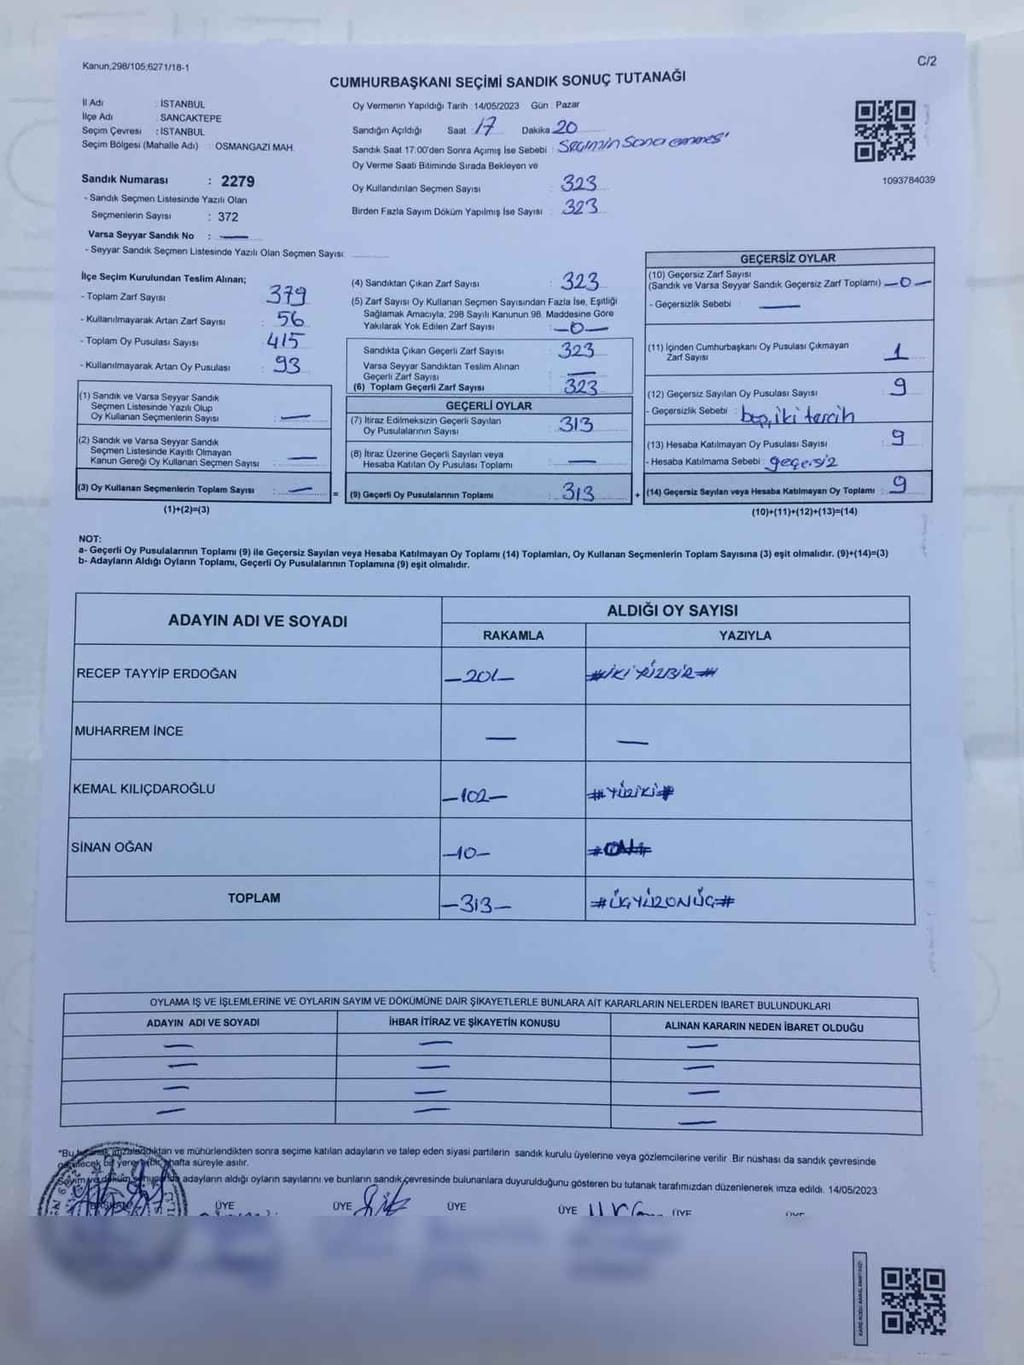 Kanun;298/105;6271/18-1
C/2
CUMHURBAŞKANI SEÇİMİ SANDIK SONUÇ TUTANAĞI
İl Adı : İSTANBUL
İlçe Adı : SANCAKTEPE
Seçim Çevresi : İSTANBUL
Seçim Bölgesi (Mahalle Adı) : OSMANGAZİ MAH.
Sandık Numarası : 2279
- Sandık Seçmen Listesinde Yazılı Olan
Seçmenlerin Sayısı : 372
Varsa Seyyar Sandık No : —
- Seyyar Sandık Seçmen Listesinde Yazılı Olan Seçmen Sayısı:
Oy Vermenin Yapıldığı Tarih : 14/05/2023 Gün : Pazar
Sandığın Açıldığı Saat : 17 Dakika : 20
Sandık Saat 17:00'den Sonra Açımış İse Sebebi :
Oy Verme Saati Bitiminde Sırada Bekleyen ve
Oy Kullandırılan Seçmen Sayısı : 323
Birden Fazla Sayım Döküm Yapılmış İse Sayısı : 323
1093784039
İlçe Seçim Kurulundan Teslim Alınan;
- Toplam Zarf Sayısı : 379
- Kullanılmayarak Artan Zarf Sayısı : 56
- Toplam Oy Pusulası Sayısı : 415
- Kullanılmayarak Artan Oy Pusulası : 93
(1) Sandık ve Varsa Seyyar Sandık
Seçmen Listesinde Yazılı Olup
Oy Kullanan Seçmenlerin Sayısı : —
(2) Sandık ve Varsa Seyyar Sandık
Seçmen Listesinde Kayıtlı Olmayan
Kanun Gereği Oy Kullanan Seçmen Sayısı : —
(3) Oy Kullanan Seçmenlerin Toplam Sayısı : —
(1)+(2)=(3)
(4) Sandıktan Çıkan Zarf Sayısı : 323
(5) Zarf Sayısı Oy Kullanan Seçmen Sayısından Fazla İse, Eşitliği
Sağlamak Amacıyla; 298 Sayılı Kanunun 98. Maddesine Göre
Yakılarak Yok Edilen Zarf Sayısı : —0—
Sandıkta Çıkan Geçerli Zarf Sayısı : 323
Varsa Seyyar Sandıktan Teslim Alınan
Geçerli Zarf Sayısı : —
(6) Toplam Geçerli Zarf Sayısı : 323
GEÇERLİ OYLAR
(7) İtiraz Edilmeksizin Geçerli Sayılan
Oy Pusulalarının Sayısı : 313
(8) İtiraz Üzerine Geçerli Sayılan veya
Hesaba Katılan Oy Pusulası Toplamı : —
= (9) Geçerli Oy Pusulalarının Toplamı : 313
GEÇERSİZ OYLAR
(10) Geçersiz Zarf Sayısı
(Sandık ve Varsa Seyyar Sandık Geçersiz Zarf Toplamı) —0—
- Geçersizlik Sebebi : —
(11) İçinden Cumhurbaşkanı Oy Pusulası Çıkmayan
Zarf Sayısı : 1
(12) Geçersiz Sayılan Oy Pusulası Sayısı : 9
- Geçersizlik Sebebi : boş, iki tercih
(13) Hesaba Katılmayan Oy Pusulası Sayısı : 9
- Hesaba Katılmama Sebebi : geçersiz
+ (14) Geçersiz Sayılan veya Hesaba Katılmayan Oy Toplamı : 9
(10)+(11)+(12)+(13)=(14)
NOT:
a- Geçerli Oy Pusulalarının Toplamı (9) ile Geçersiz Sayılan veya Hesaba Katılmayan Oy Toplamı (14) Toplamları, Oy Kullanan Seçmenlerin Toplam Sayısına (3) eşit olmalıdır. (9)+(14)=(3)
b- Adayların Aldığı Oyların Toplamı, Geçerli Oy Pusulalarının Toplamına (9) eşit olmalıdır.
ADAYIN ADI VE SOYADI ALDIĞI OY SAYISI
RAKAMLA YAZIYLA
RECEP TAYYİP ERDOĞAN —201— #İKİYÜZBİR#
MUHARREM İNCE — —
KEMAL KILIÇDAROĞLU —102— #YÜZİKİ#
SİNAN OĞAN —10— #ON#
TOPLAM —313— #ÜÇYÜZONÜÇ#
OYLAMA İŞ VE İŞLEMLERİNE VE OYLARIN SAYIM VE DÖKÜMÜNE DAİR ŞİKAYETLERLE BUNLARA AİT KARARLARIN NELERDEN İBARET BULUNDUKLARI
ADAYIN ADI VE SOYADI İHBAR İTİRAZ VE ŞİKAYETİN KONUSU ALINAN KARARIN NEDEN İBARET OLDUĞU
— — —
— — —
— — —
— — —
"Bu ve mühürlendikten sonra seçime katılan adayların ve talep eden siyasi partilerin sandık kurulu üyelerine veya gözlemcilerine verilir. Bir nüshası da sandık çevresinde
hafta süreyle asılır.
adayların aldığı oyların sayılarını ve bunların sandık çevresinde bulunanlara duyurulduğunu gösteren bu tutanak tarafımızdan düzenlenerek imza edildi. 14/05/2023
ÜYE ÜYE ÜYE ÜYE ÜYE ÜYE